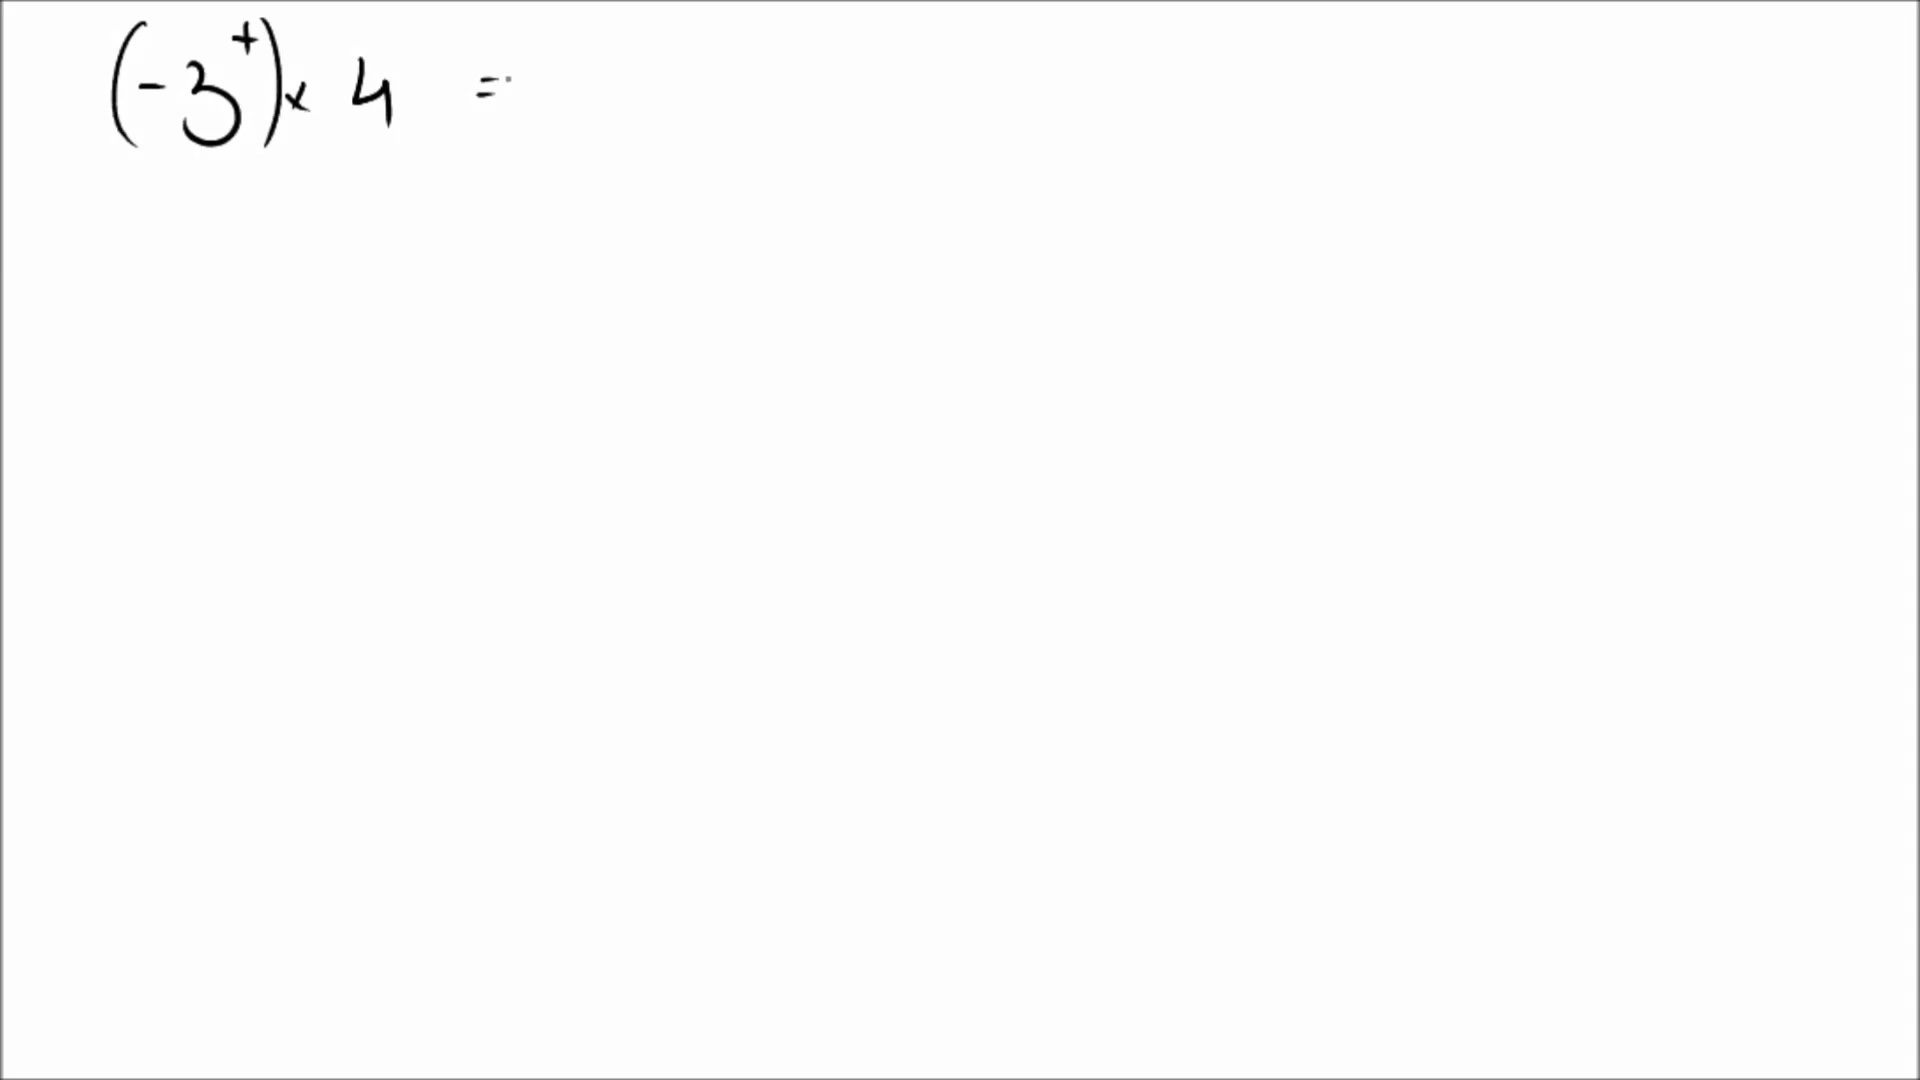 (-3⁺)× 4 =